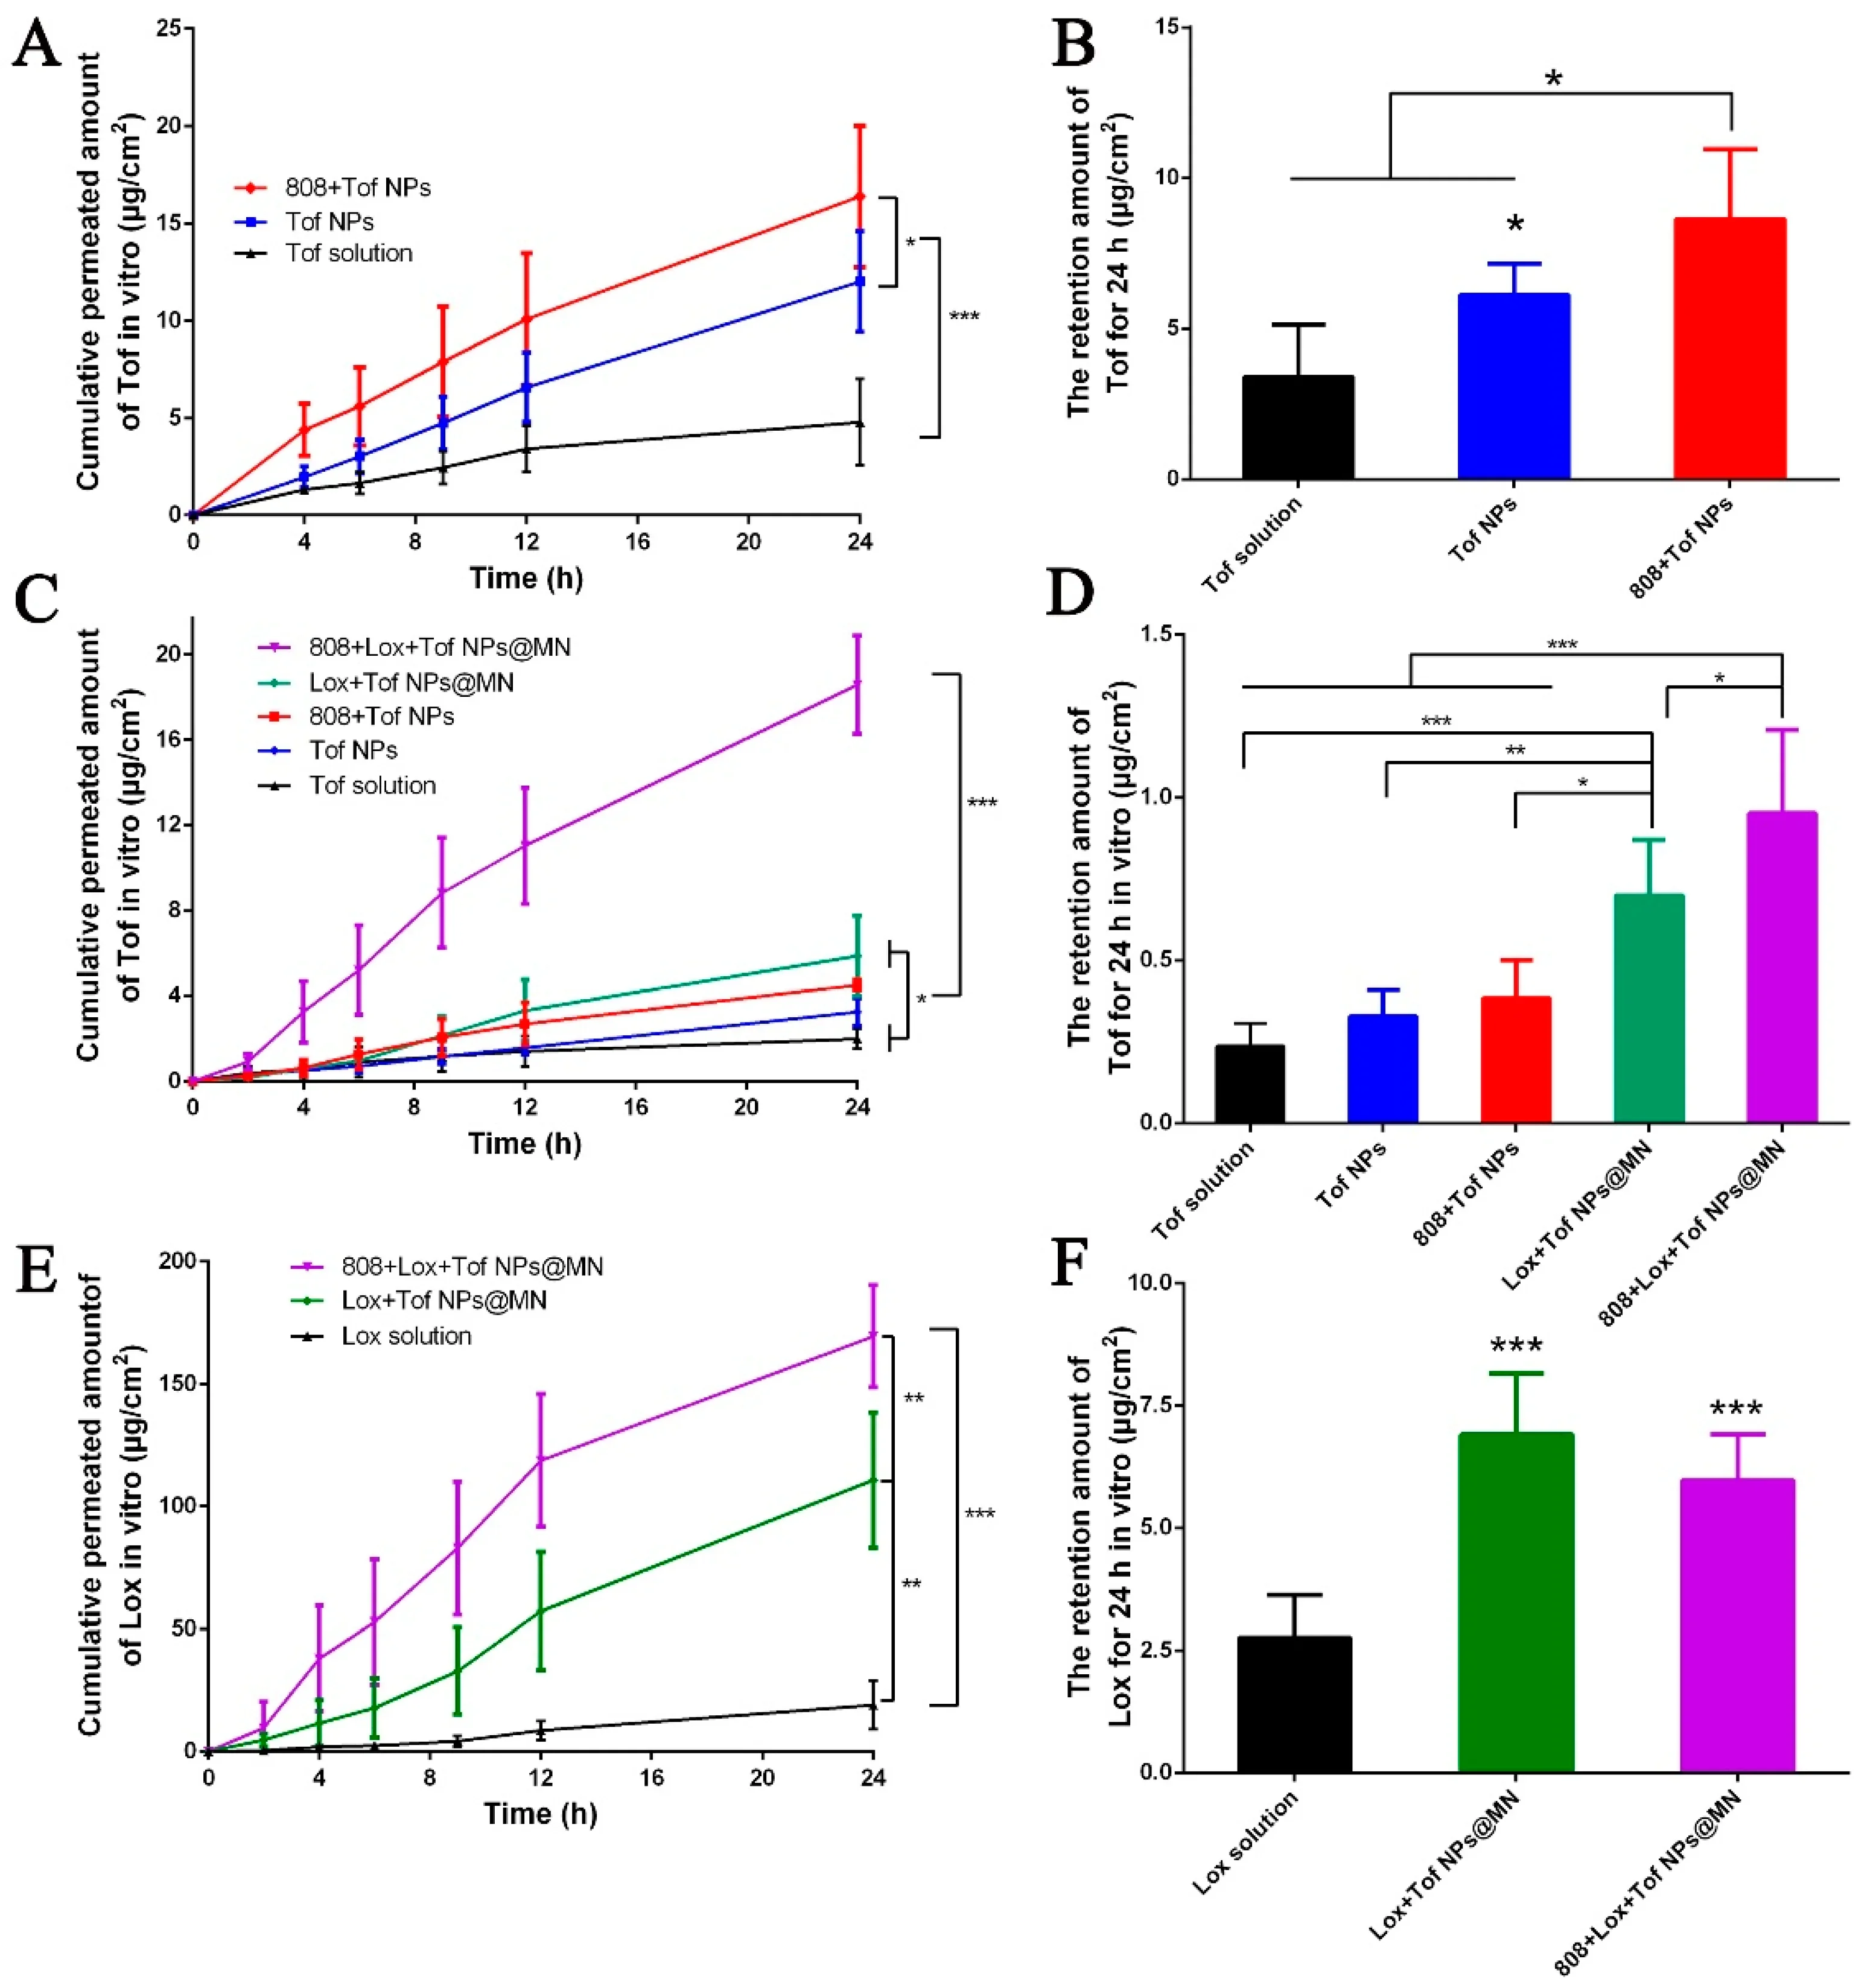 A
Cumulative permeated amount
of Tof in vitro (μg/cm2)
25
20
15
10
5
0
808+Tof NPs
Tof NPs
Tof solution
*
***
0 4 8 12 16 20 24
Time (h)
B
The retention amount of
Tof for 24 h (μg/cm2)
15
10
5
0
*
*
Tof solution
Tof NPs
808+Tof NPs
C
Cumulative permeated amount
of Tof in vitro (μg/cm2)
20
16
12
8
4
0
808+Lox+Tof NPs@MN
Lox+Tof NPs@MN
808+Tof NPs
Tof NPs
Tof solution
***
*
0 4 8 12 16 20 24
Time (h)
D
The retention amount of
Tof for 24 h in vitro (μg/cm2)
1.5
1.0
0.5
0.0
***
*
***
**
*
Tof solution
Tof NPs
808+Tof NPs
Lox+Tof NPs@MN
808+Lox+Tof NPs@MN
E
Cumulative permeated amountof
of Lox in vitro (μg/cm2)
200
150
100
50
0
808+Lox+Tof NPs@MN
Lox+Tof NPs@MN
Lox solution
**
***
**
0 4 8 12 16 20 24
Time (h)
F
The retention amount of
Lox for 24 h in vitro (μg/cm2)
10.0
7.5
5.0
2.5
0.0
***
***
Lox solution
Lox+Tof NPs@MN
808+Lox+Tof NPs@MN